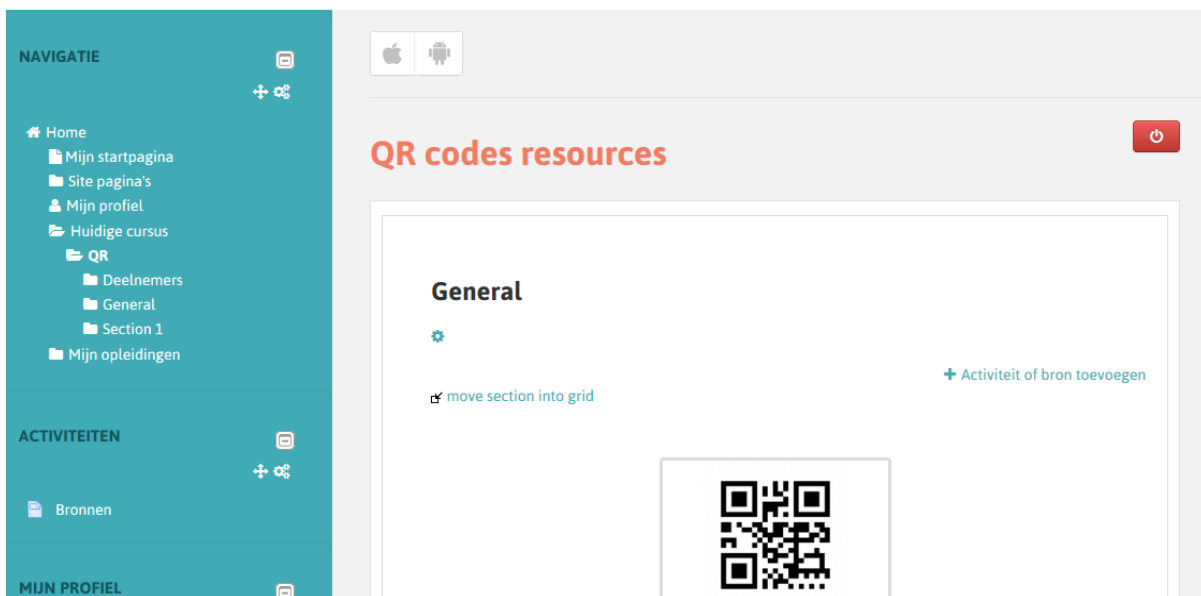 NAVIGATIE
Home
Mijn startpagina
Site pagina's
Mijn profiel
Huidige cursus
QR
Deelnemers
General
Section 1
Mijn opleidingen
ACTIVITEITEN
Bronnen
MIJN PROFIEL
QR codes resources
General
Activiteit of bron toevoegen
move section into grid